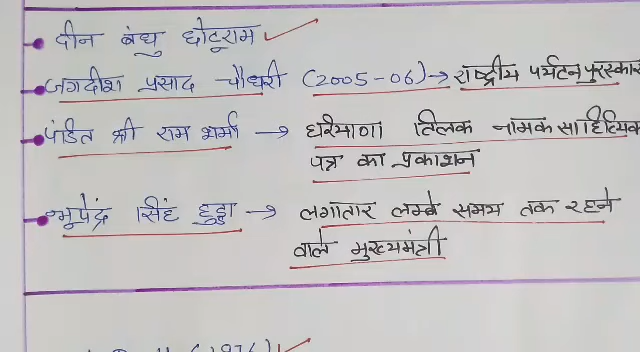 दीन बंधु छोटूराम
जगदीश प्रसाद चौधरी (2005-06) → राष्ट्रीय पर्यटन पुरस्कार
पंडित श्री राम शर्मा → हरियाणा तिलक नामक साहित्यिक
पत्र का प्रकाशन
भूपेंद्र सिंह हुड्डा → लगातार लम्बे समय तक रहने
वाले मुख्यमंत्री
(1976)